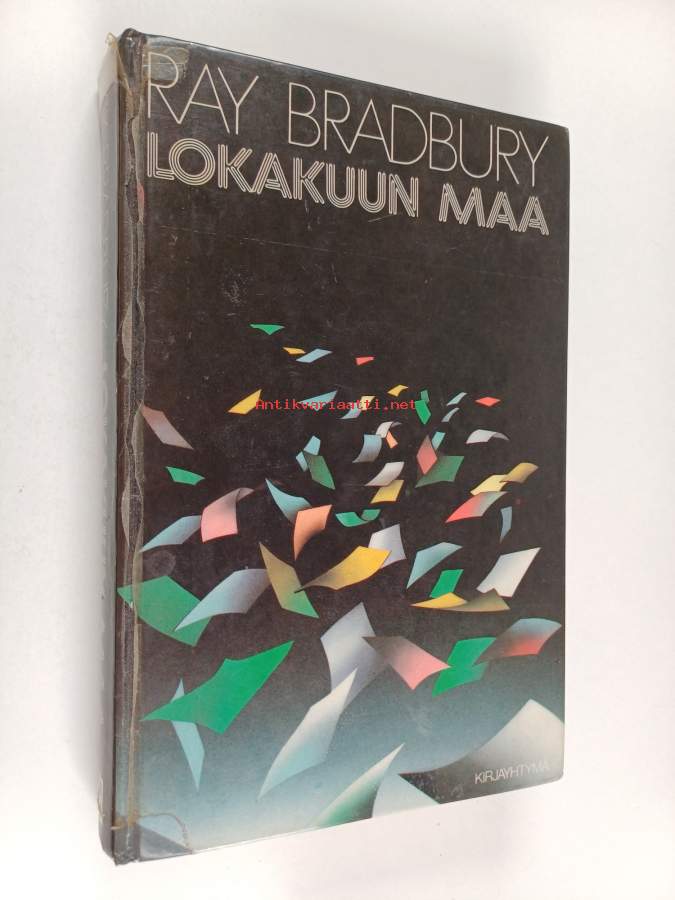 RAY BRADBURY
LOKAKUUN MAA
Antikvariaatti.net
KIRJAYHTYMÄ